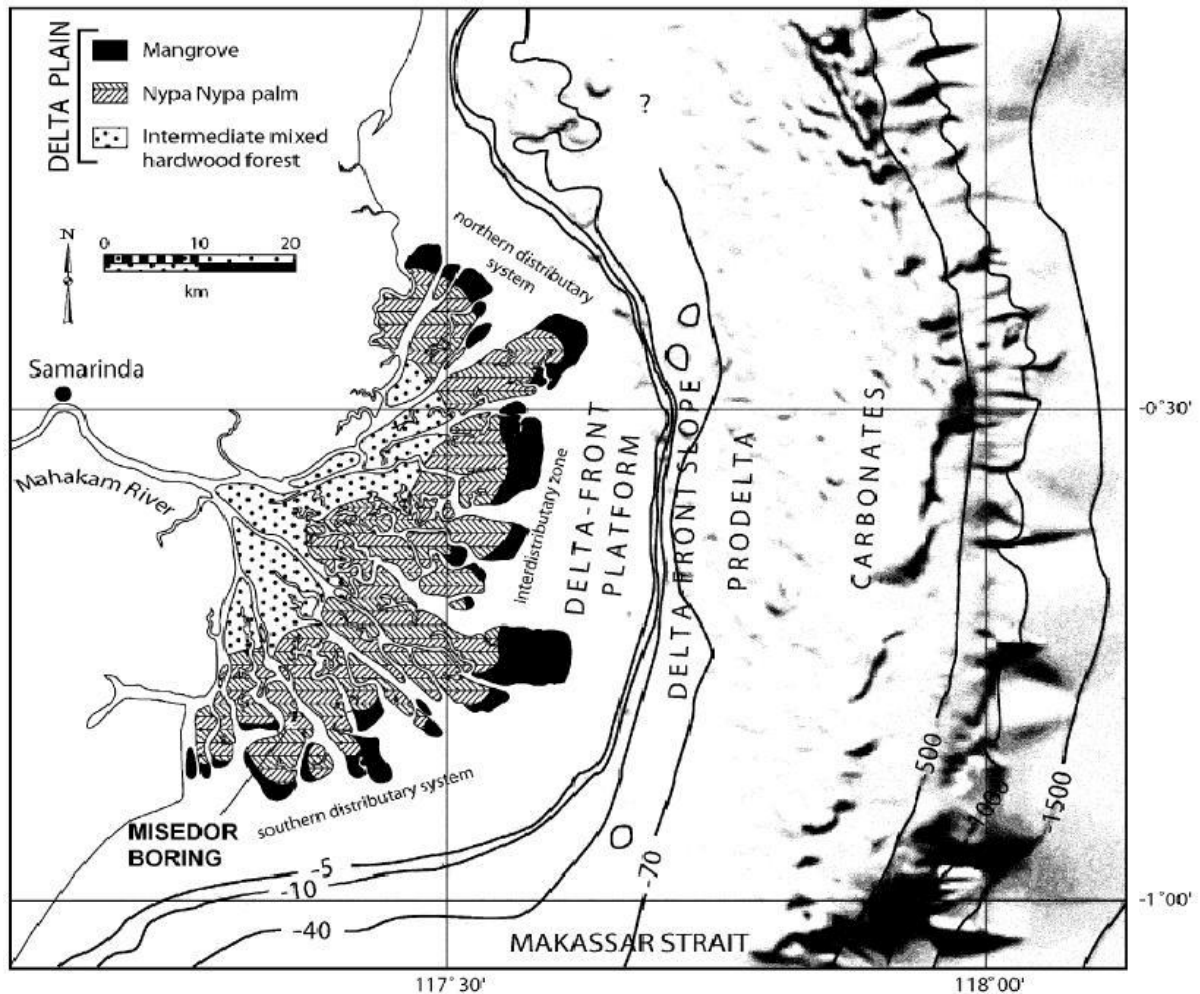 DELTA PLAIN
Mangrove
Nypa Nypa palm
Intermediate mixed
hardwood forest
N
0 10 20
km
?
northern distributary
system
Samarinda
Mahakam River
-0°30'
interdistributary zone
DELTA-FRONT
PLATFORM
DELTA FRONT SLOPE
PRODELTA
CARBONATES
southern distributary system
MISEDOR
BORING
-5
-10
-40
-70
500
-1000
-1500
-1°00'
MAKASSAR STRAIT
117°30'
118°00'